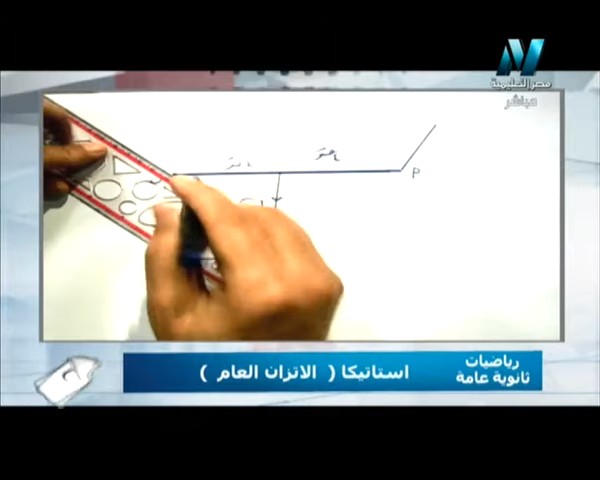 مصر التعليمية
مباشر
رياضيات
ثانوية عامة
استاتيكا ( الاتزان العام )